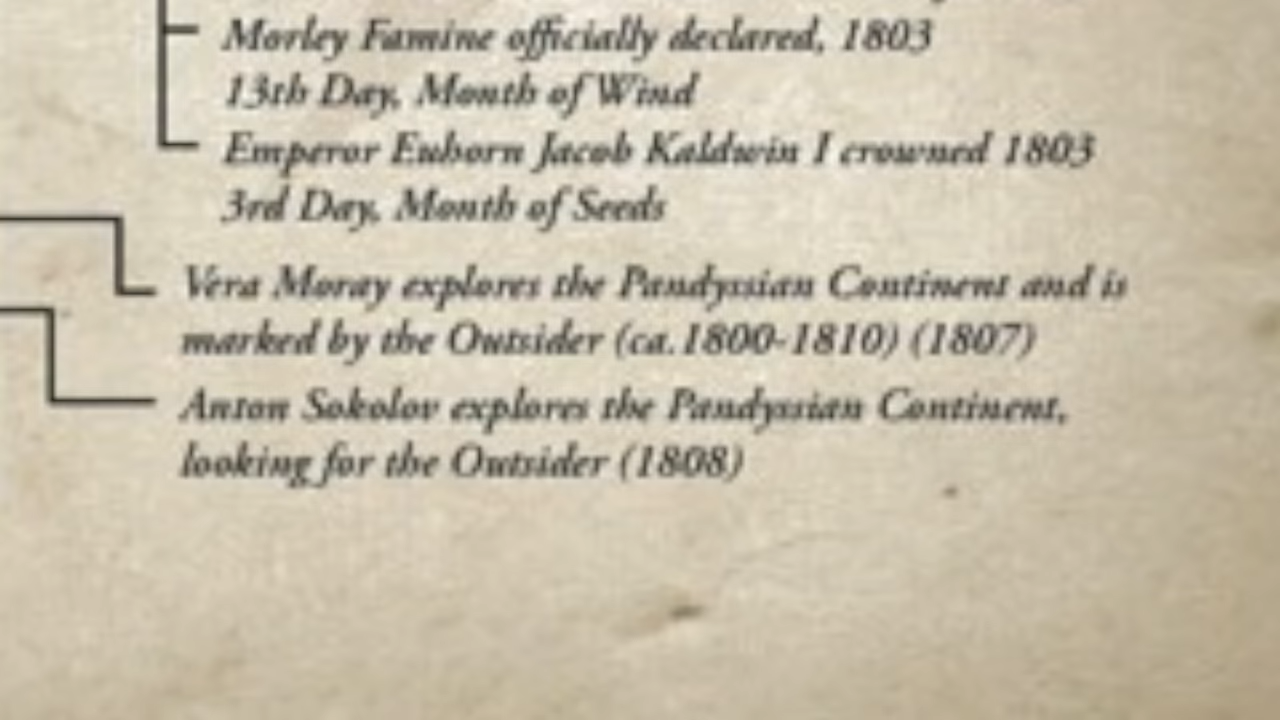 Morley Famine officially declared, 1803
13th Day, Month of Wind
Emperor Euhorn Jacob Kaldwin I crowned 1803
3rd Day, Month of Seeds
Vera Moray explores the Pandyssian Continent and is
marked by the Outsider (ca.1800-1810) (1807)
Anton Sokolov explores the Pandyssian Continent,
looking for the Outsider (1808)